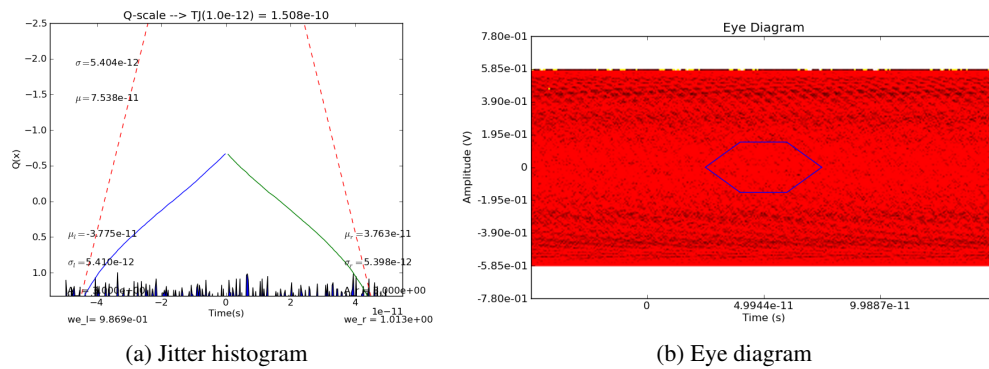 Q-scale --> TJ(1.0e-12) = 1.508e-10
−2.5
−2.0
−1.5
−1.0
−0.5
0.0
0.5
1.0
Q(x)
σ=5.404e-12
μ=7.538e-11
μl=-3.775e-11
σl=5.410e-12
μr=3.763e-11
σr=5.398e-12
−4
−2
0
2
4
1e−11
Time(s)
we_l= 9.869e-01
we_r = 1.013e+00
(a) Jitter histogram
Eye Diagram
7.80e-01
5.85e-01
3.90e-01
1.95e-01
0
-1.95e-01
-3.90e-01
-5.85e-01
-7.80e-01
Amplitude (V)
0
4.9944e-11
9.9887e-11
Time (s)
(b) Eye diagram